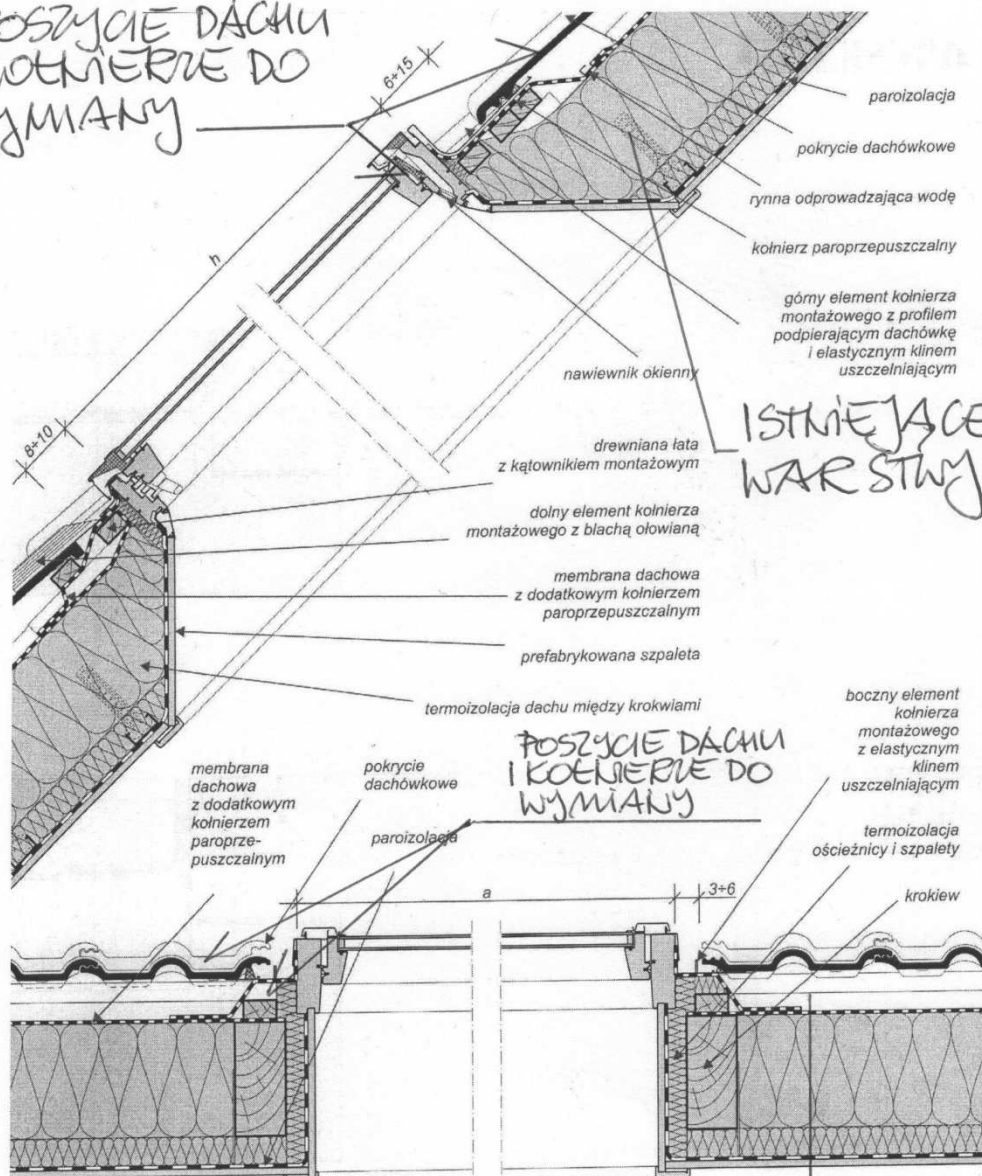 POSZYCIE DACHU
KOŁNIERZE DO
WYMIANY
6÷15
paroizolacja
pokrycie dachówkowe
rynna odprowadzająca wodę
kołnierz paroprzepuszczalny
h
górny element kołnierza
montażowego z profilem
podpierającym dachówkę
i elastycznym klinem
uszczelniającym
nawiewnik okienny
ISTNIEJĄCE
WARSTWY
8÷10
drewniana łata
z kątownikiem montażowym
dolny element kołnierza
montażowego z blachą ołowianą
membrana dachowa
z dodatkowym kołnierzem
paroprzepuszczalnym
prefabrykowana szpaleta
termoizolacja dachu między krokwiami
POSZYCIE DACHU
I KOŁNIERZE DO
WYMIANY
membrana
dachowa
z dodatkowym
kołnierzem
paroprze-
puszczalnym
pokrycie
dachówkowe
paroizolacja
boczny element
kołnierza
montażowego
z elastycznym
klinem
uszczelniającym
termoizolacja
ościeżnicy i szpalety
krokiew
a
3÷6